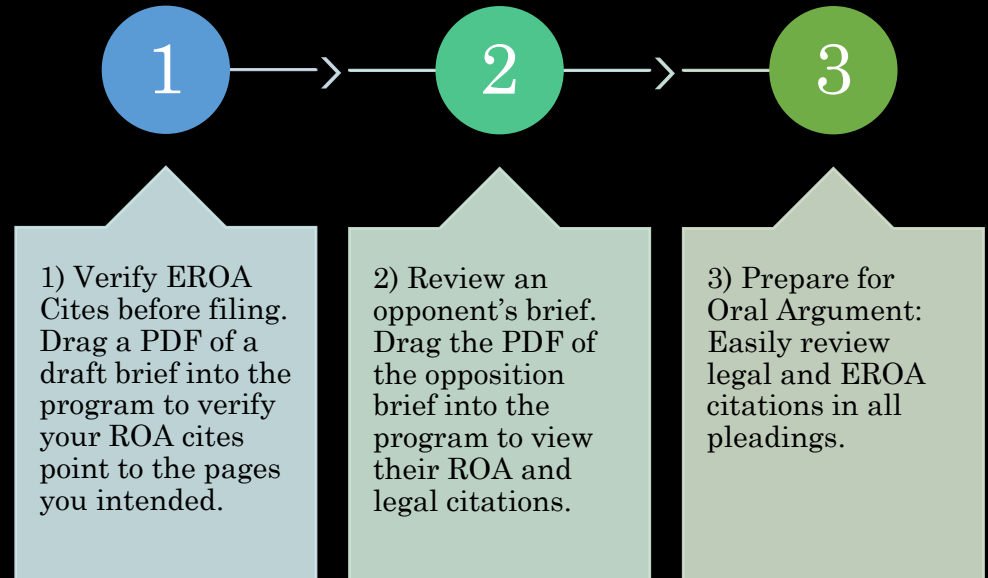 1
2
3
1) Verify EROA
Cites before filing.
Drag a PDF of a
draft brief into the
program to verify
your ROA cites
point to the pages
you intended.
2) Review an
opponent’s brief.
Drag the PDF of
the opposition
brief into the
program to view
their ROA and
legal citations.
3) Prepare for
Oral Argument:
Easily review
legal and EROA
citations in all
pleadings.